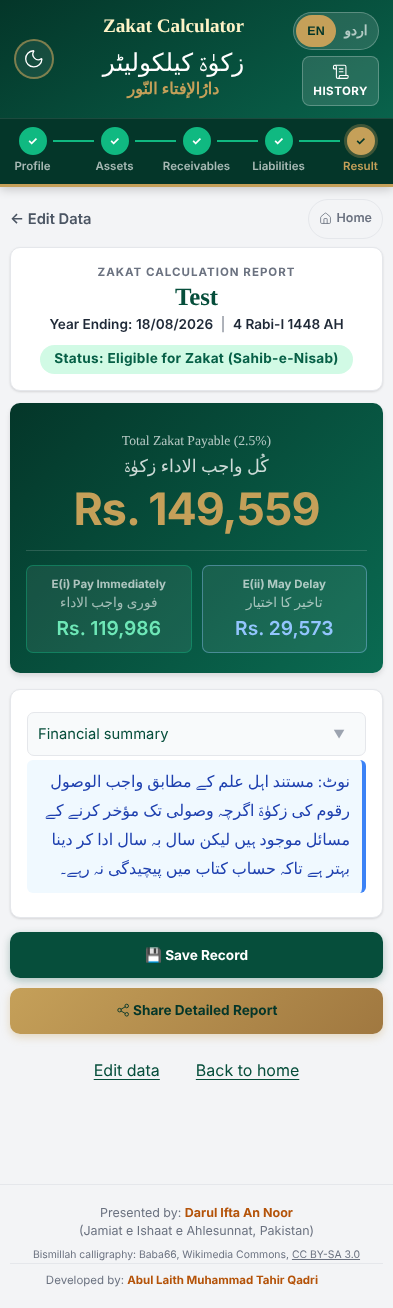 Zakat Calculator
زکوٰۃ کیلکولیٹر
دارُالإفتاء النّور
EN
اردو
HISTORY
Profile
Assets
Receivables
Liabilities
Result
← Edit Data
Home
ZAKAT CALCULATION REPORT
Test
Year Ending: 18/08/2026 | 4 Rabi-I 1448 AH
Status: Eligible for Zakat (Sahib-e-Nisab)
Total Zakat Payable (2.5%)
کُل واجب الاداء زکوٰۃ
Rs. 149,559
E(i) Pay Immediately
فوری واجب الاداء
Rs. 119,986
E(ii) May Delay
تاخیر کا اختیار
Rs. 29,573
Financial summary ▼
نوٹ: مستند اہل علم کے مطابق واجب الوصول
رقوم کی زکوٰۃ اگرچہ وصولی تک مؤخر کرنے کے
مسائل موجود ہیں لیکن سال بہ سال ادا کر دینا
بہتر ہے تاکہ حساب کتاب میں پیچیدگی نہ رہے۔
💾 Save Record
Share Detailed Report
Edit data
Back to home
Presented by: Darul Ifta An Noor
(Jamiat e Ishaat e Ahlesunnat, Pakistan)
Bismillah calligraphy: Baba66, Wikimedia Commons, CC BY-SA 3.0
Developed by: Abul Laith Muhammad Tahir Qadri